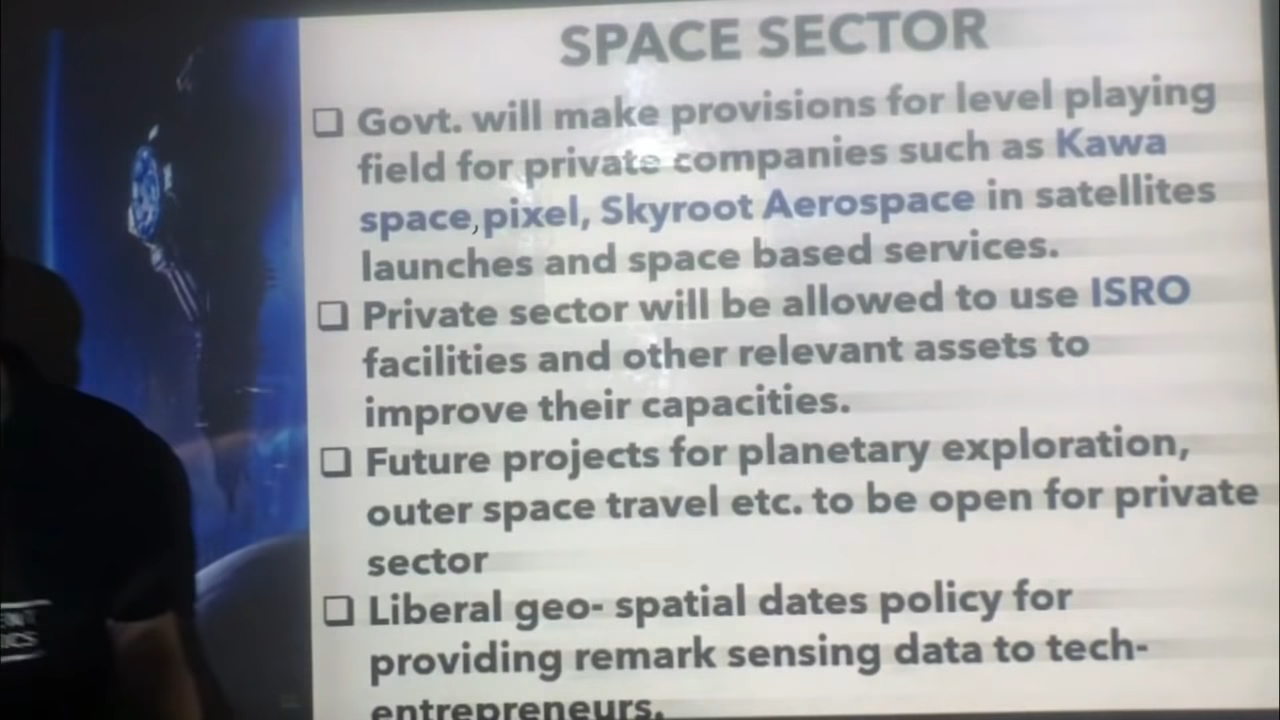 SPACE SECTOR
❑ Govt. will make provisions for level playing
field for private companies such as Kawa
space,pixel, Skyroot Aerospace in satellites
launches and space based services.
❑ Private sector will be allowed to use ISRO
facilities and other relevant assets to
improve their capacities.
❑ Future projects for planetary exploration,
outer space travel etc. to be open for private
sector
❑ Liberal geo- spatial dates policy for
providing remark sensing data to tech-
entrepreneurs.